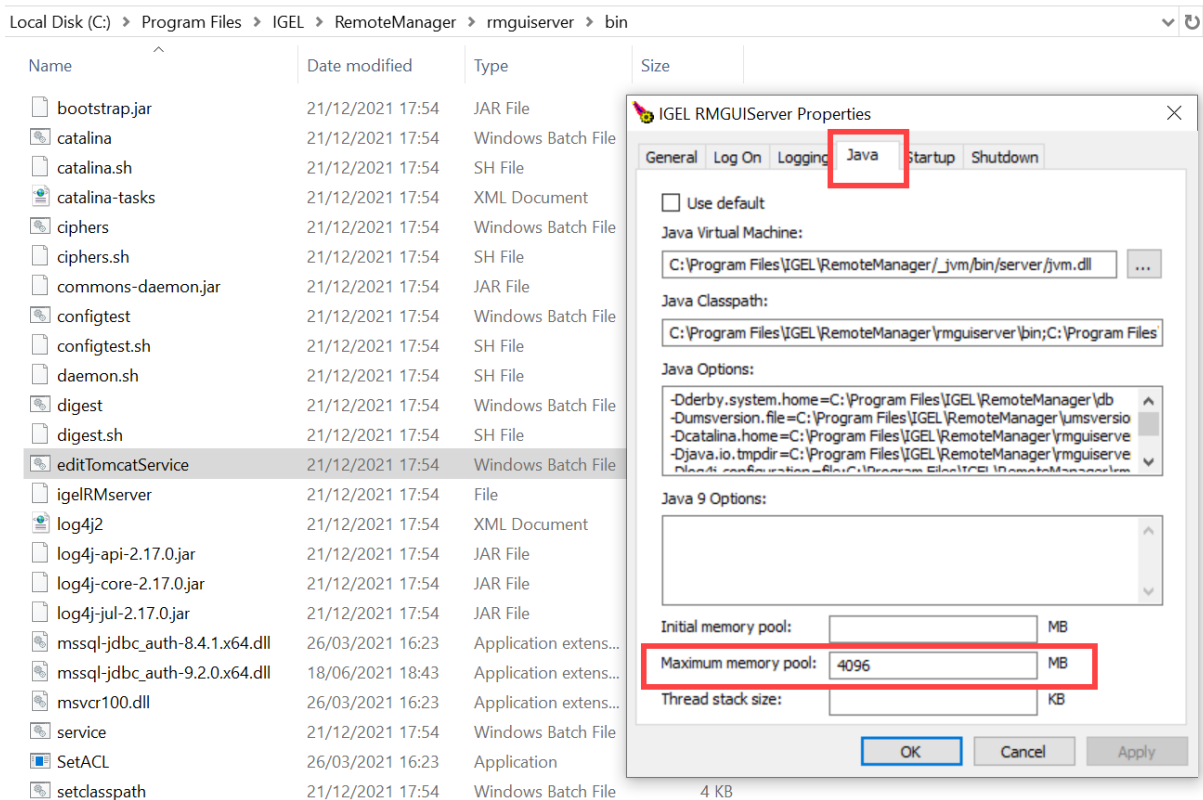 Local Disk (C:) > Program Files > IGEL > RemoteManager > rmguiserver > bin
Name Date modified Type Size
bootstrap.jar 21/12/2021 17:54 JAR File
catalina 21/12/2021 17:54 Windows Batch File
catalina.sh 21/12/2021 17:54 SH File
catalina-tasks 21/12/2021 17:54 XML Document
ciphers 21/12/2021 17:54 Windows Batch File
ciphers.sh 21/12/2021 17:54 SH File
commons-daemon.jar 21/12/2021 17:54 JAR File
configtest 21/12/2021 17:54 Windows Batch File
configtest.sh 21/12/2021 17:54 SH File
daemon.sh 21/12/2021 17:54 SH File
digest 21/12/2021 17:54 Windows Batch File
digest.sh 21/12/2021 17:54 SH File
editTomcatService 21/12/2021 17:54 Windows Batch File
igelRMserver 21/12/2021 17:54 File
log4j2 21/12/2021 17:54 XML Document
log4j-api-2.17.0.jar 21/12/2021 17:54 JAR File
log4j-core-2.17.0.jar 21/12/2021 17:54 JAR File
log4j-jul-2.17.0.jar 21/12/2021 17:54 JAR File
mssql-jdbc_auth-8.4.1.x64.dll 26/03/2021 16:23 Application extens...
mssql-jdbc_auth-9.2.0.x64.dll 18/06/2021 18:43 Application extens...
msvcr100.dll 26/03/2021 16:23 Application extens...
service 21/12/2021 17:54 Windows Batch File
SetACL 26/03/2021 16:23 Application
setclasspath 21/12/2021 17:54 Windows Batch File 4 KB
IGEL RMGUIServer Properties
General Log On Logging Java Startup Shutdown
Use default
Java Virtual Machine:
C:\Program Files\IGEL\RemoteManager/_jvm/bin/server/jvm.dll ...
Java Classpath:
C:\Program Files\IGEL\RemoteManager\rmguiserver\bin;C:\Program Files\
Java Options:
-Dderby.system.home=C:\Program Files\IGEL\RemoteManager\db
-Dumsversion.file=C:\Program Files\IGEL\RemoteManager\umsversio
-Dcatalina.home=C:\Program Files\IGEL\RemoteManager\rmguiserve
-Djava.io.tmpdir=C:\Program Files\IGEL\RemoteManager\rmguiserve
-Dlog4j.configuration=file:C:\Program Files\IGEL\RemoteManager\rm
Java 9 Options:
Initial memory pool: MB
Maximum memory pool: 4096 MB
Thread stack size: KB
OK Cancel Apply